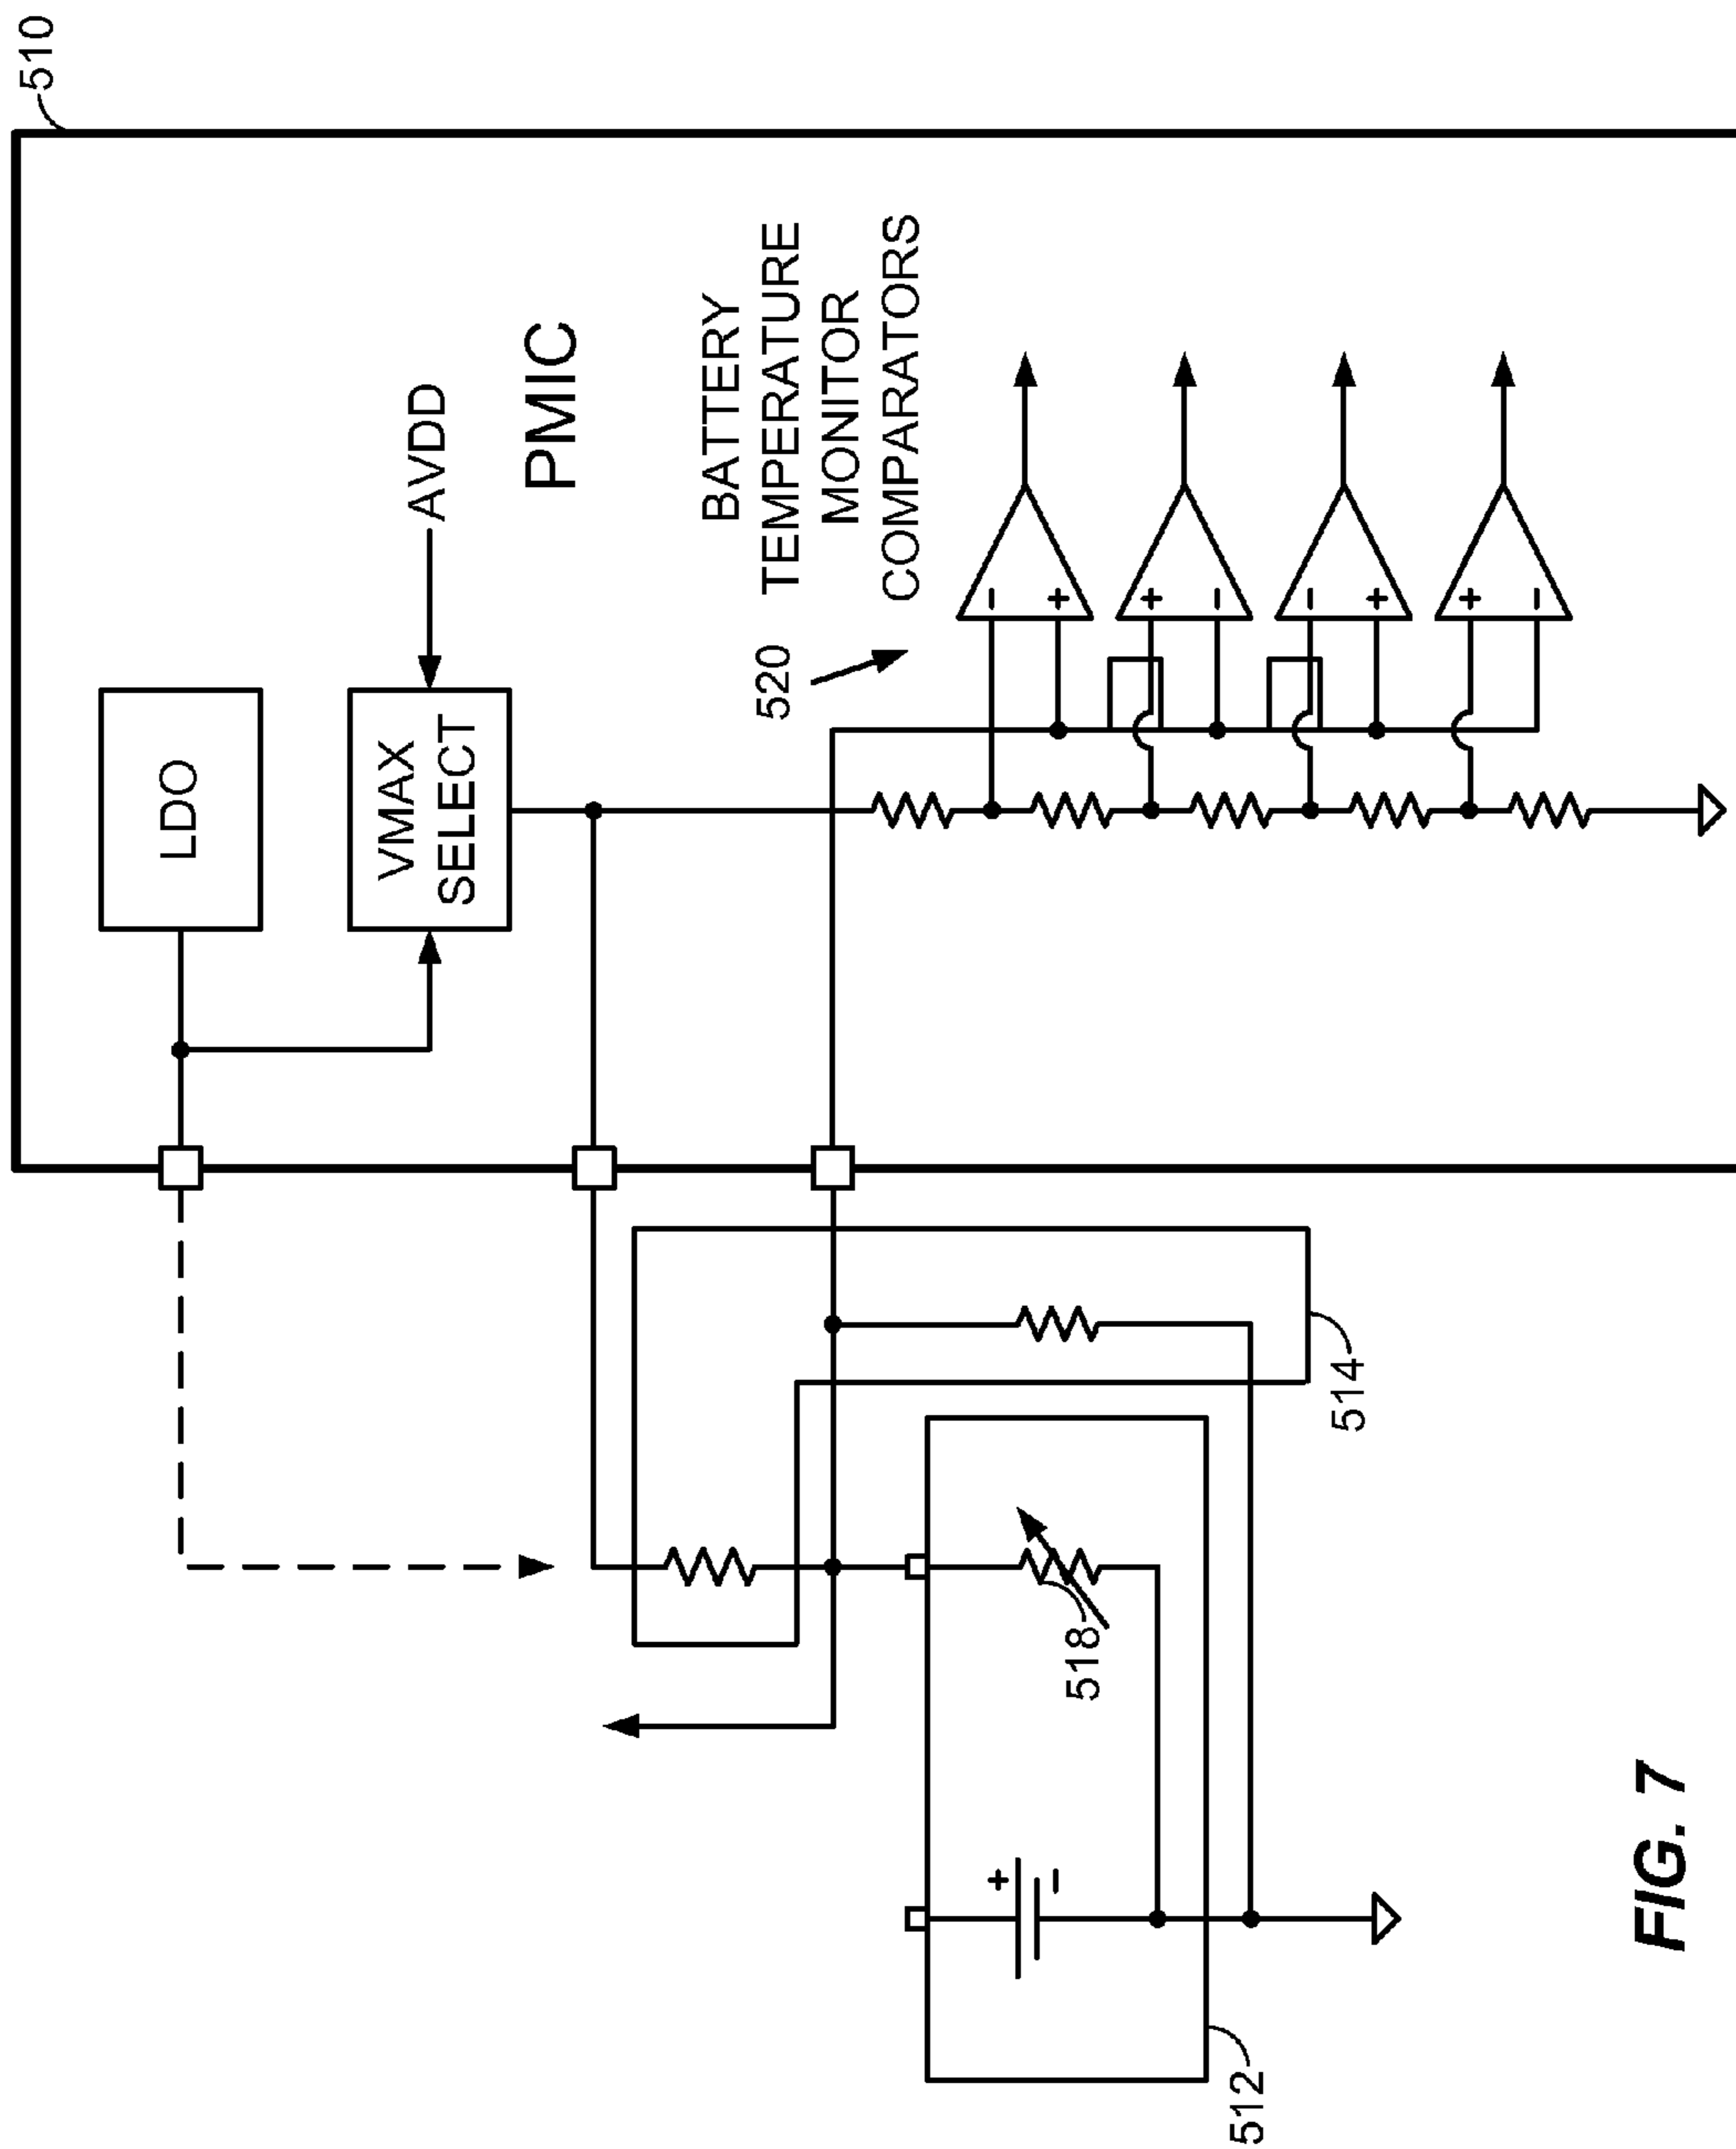 510
LDO
VMAX
SELECT
AVDD
PMIC
BATTERY
TEMPERATURE
MONITOR
COMPARATORS
520
−
+
+
−
−
+
+
−
514
518
+
−
512
FIG. 7